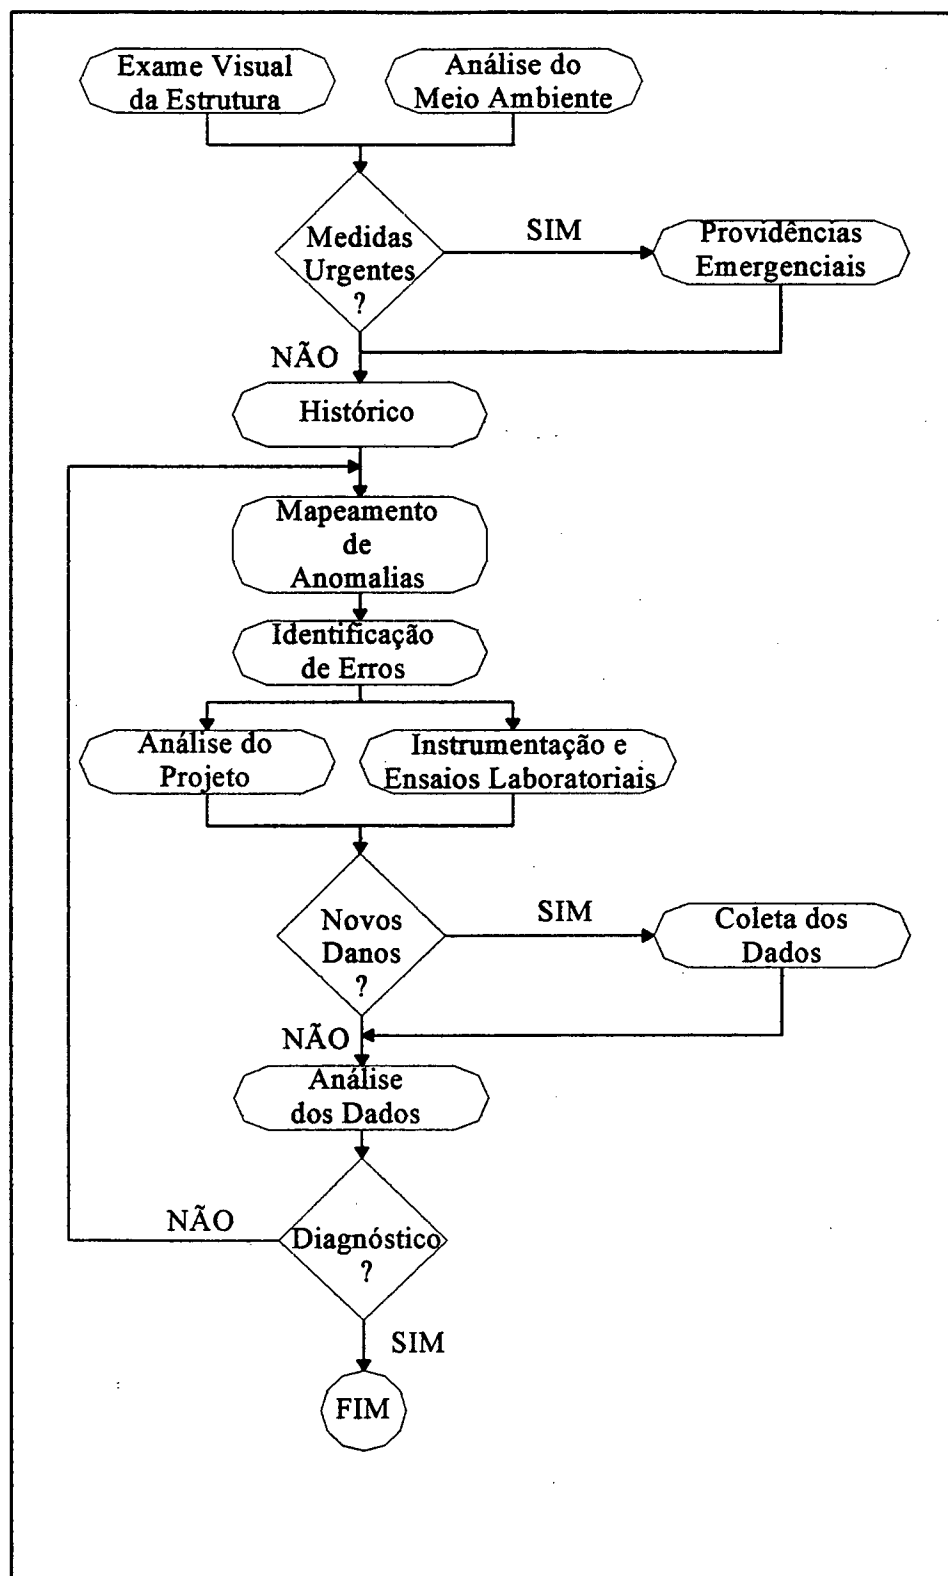 Exame Visual
da Estrutura
Análise do
Meio Ambiente
Medidas
Urgentes
?
SIM
Providências
Emergenciais
NÃO
Histórico
Mapeamento
de
Anomalias
Identificação
de Erros
Análise do
Projeto
Instrumentação e
Ensaios Laboratoriais
Novos
Danos
?
SIM
Coleta dos
Dados
NÃO
Análise
dos Dados
NÃO
Diagnóstico
?
SIM
FIM